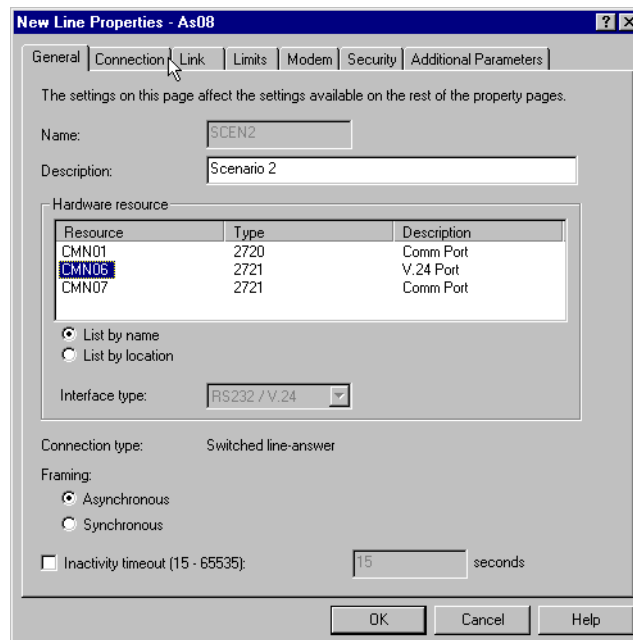 New Line Properties - As08
General Connection Link Limits Modem Security Additional Parameters
The settings on this page affect the settings available on the rest of the property pages.
Name: SCEN2
Description: Scenario 2
Hardware resource
Resource Type Description
CMN01 2720 Comm Port
CMN06 2721 V.24 Port
CMN07 2721 Comm Port
List by name
List by location
Interface type: RS232 / V.24
Connection type: Switched line-answer
Framing:
Asynchronous
Synchronous
Inactivity timeout (15 - 65535): 15 seconds
OK Cancel Help